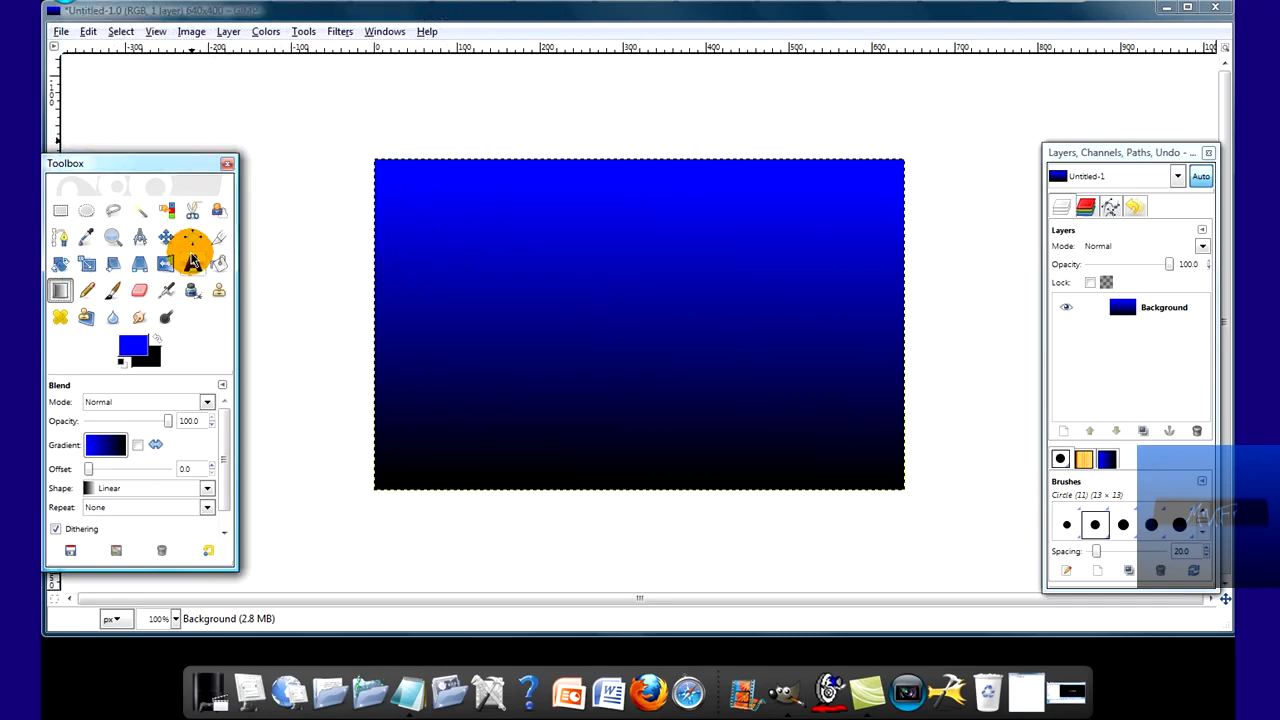 *Untitled-1.0 (RGB, 1 layer) 640x400 – GIMP
File Edit Select View Image Layer Colors Tools Filters Windows Help
-300 -200 -100 0 100 200 300 400 500 600 700 800 900
Toolbox
Layers, Channels, Paths, Undo - ...
Untitled-1 Auto
Layers
Mode: Normal
Opacity: 100.0
Lock:
Background
Blend
Mode: Normal
Opacity: 100.0
Gradient:
Offset: 0.0
Shape: Linear
Repeat: None
Dithering
Brushes
Circle (11) (13 × 13)
Spacing: 20.0
px 100% Background (2.8 MB)